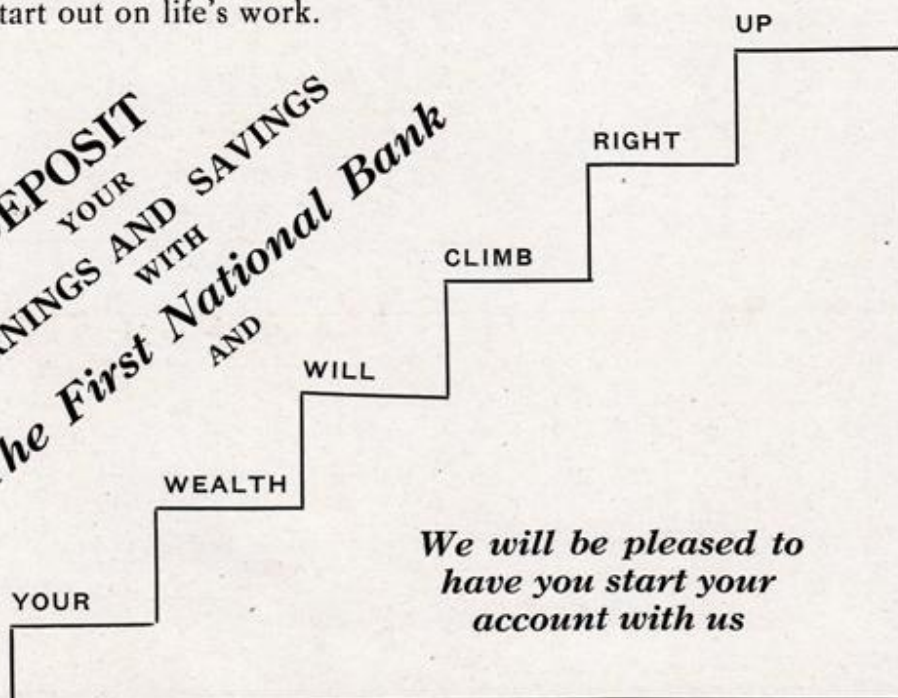 tart out on life's work.
EPOSIT
YOUR
NINGS AND SAVINGS
WITH
he First National Bank
AND
YOUR
WEALTH
WILL
CLIMB
RIGHT
UP
We will be pleased to
have you start your
account with us